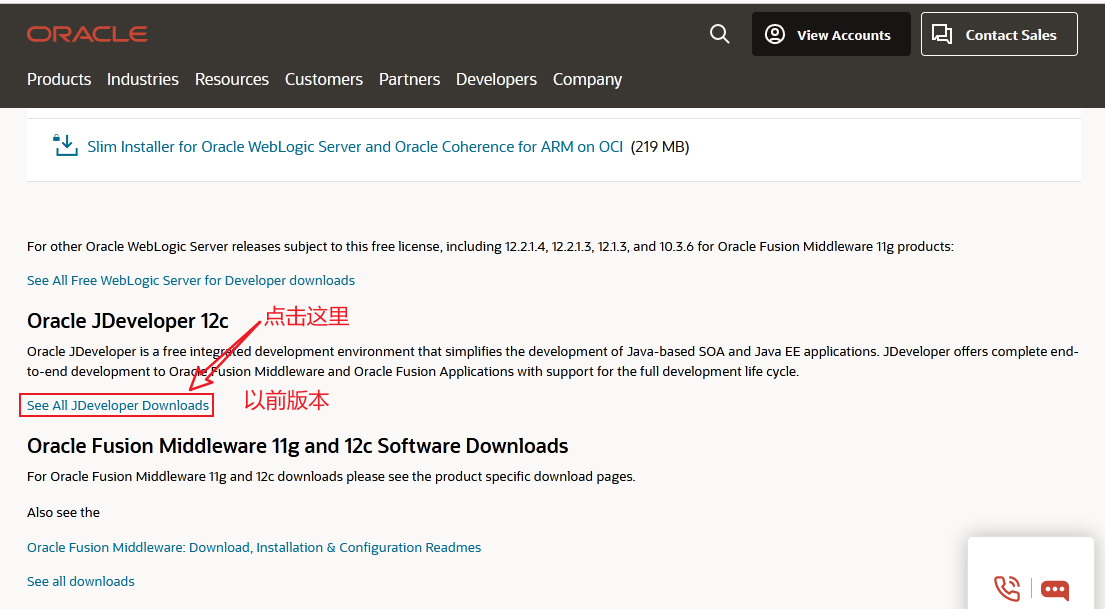 ORACLE
View Accounts
Contact Sales
Products Industries Resources Customers Partners Developers Company
Slim Installer for Oracle WebLogic Server and Oracle Coherence for ARM on OCI (219 MB)
For other Oracle WebLogic Server releases subject to this free license, including 12.2.1.4, 12.2.1.3, 12.1.3, and 10.3.6 for Oracle Fusion Middleware 11g products:
See All Free WebLogic Server for Developer downloads
点击这里
Oracle JDeveloper 12c
Oracle JDeveloper is a free integrated development environment that simplifies the development of Java-based SOA and Java EE applications. JDeveloper offers complete end-
to-end development to Oracle Fusion Middleware and Oracle Fusion Applications with support for the full development life cycle.
See All JDeveloper Downloads
以前版本
Oracle Fusion Middleware 11g and 12c Software Downloads
For Oracle Fusion Middleware 11g and 12c downloads please see the product specific download pages.
Also see the
Oracle Fusion Middleware: Download, Installation & Configuration Readmes
See all downloads